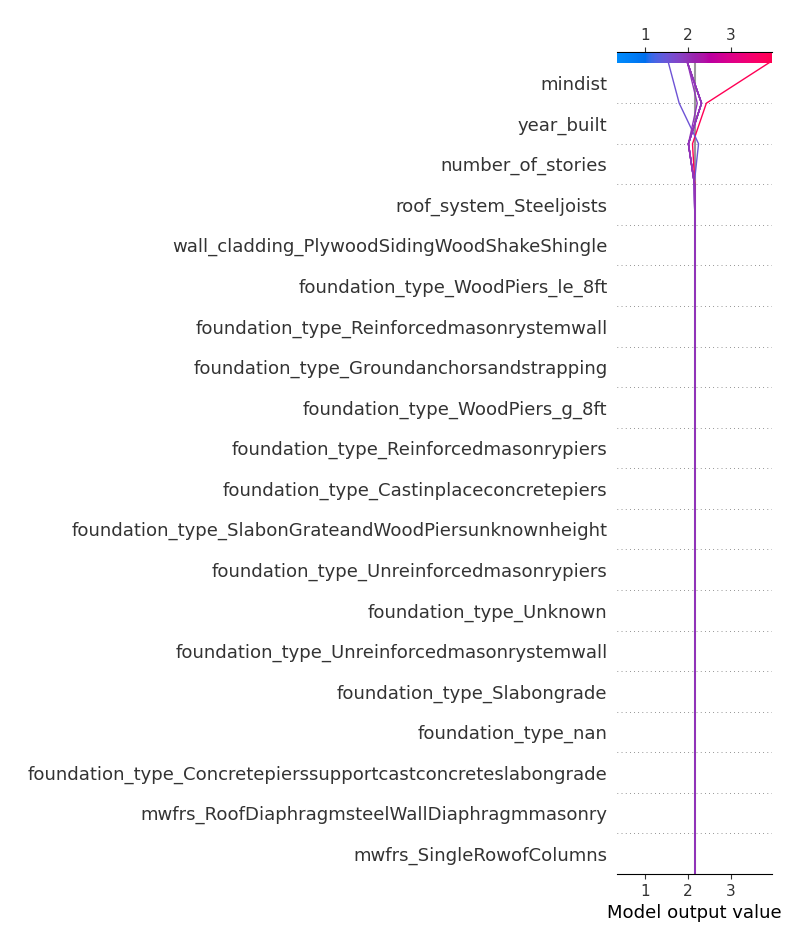 1 2 3
mindist
year_built
number_of_stories
roof_system_Steeljoists
wall_cladding_PlywoodSidingWoodShakeShingle
foundation_type_WoodPiers_le_8ft
foundation_type_Reinforcedmasonrystemwall
foundation_type_Groundanchorsandstrapping
foundation_type_WoodPiers_g_8ft
foundation_type_Reinforcedmasonrypiers
foundation_type_Castinplaceconcretepiers
foundation_type_SlabonGrateandWoodPiersunknownheight
foundation_type_Unreinforcedmasonrypiers
foundation_type_Unknown
foundation_type_Unreinforcedmasonrystemwall
foundation_type_Slabongrade
foundation_type_nan
foundation_type_Concretepierssupportcastconcreteslabongrade
mwfrs_RoofDiaphragmsteelWallDiaphragmmasonry
mwfrs_SingleRowofColumns
1 2 3
Model output value